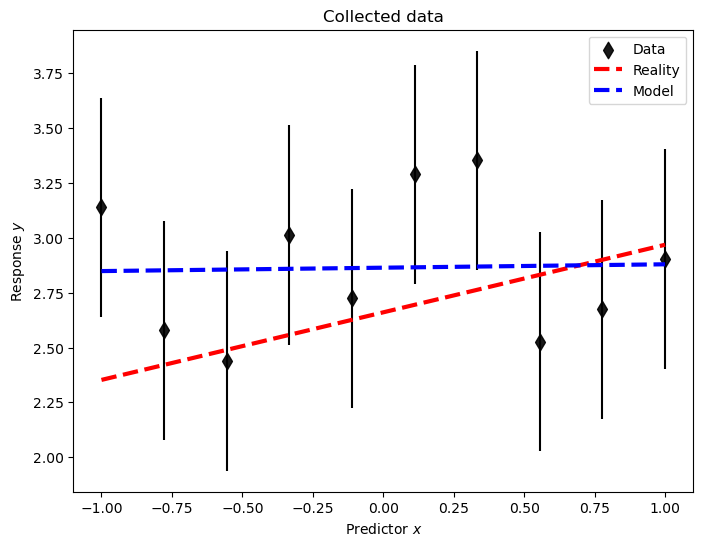 Collected data
Data
Reality
Model
Response y
3.75
3.50
3.25
3.00
2.75
2.50
2.25
2.00
−1.00
−0.75
−0.50
−0.25
0.00
0.25
0.50
0.75
1.00
Predictor x